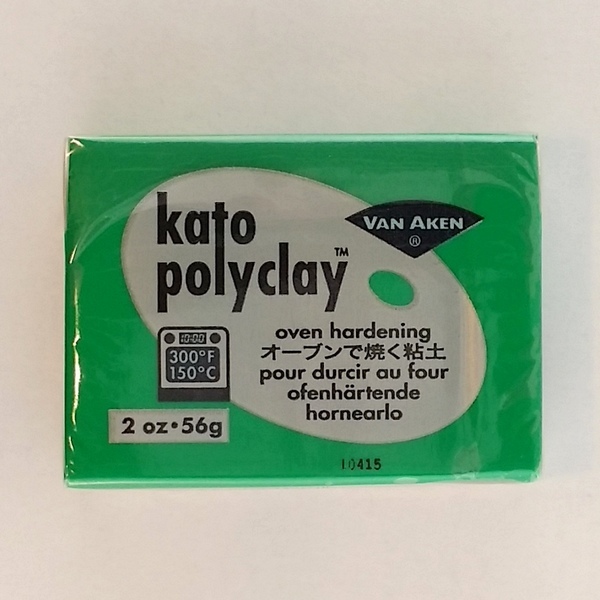 kato
polyclay™
VAN AKEN
®
oven hardening
オーブンで焼く粘土
pour durcir au four
ofenhärtende
hornearlo
10:00
300°F
150°C
2 oz•56g
10415